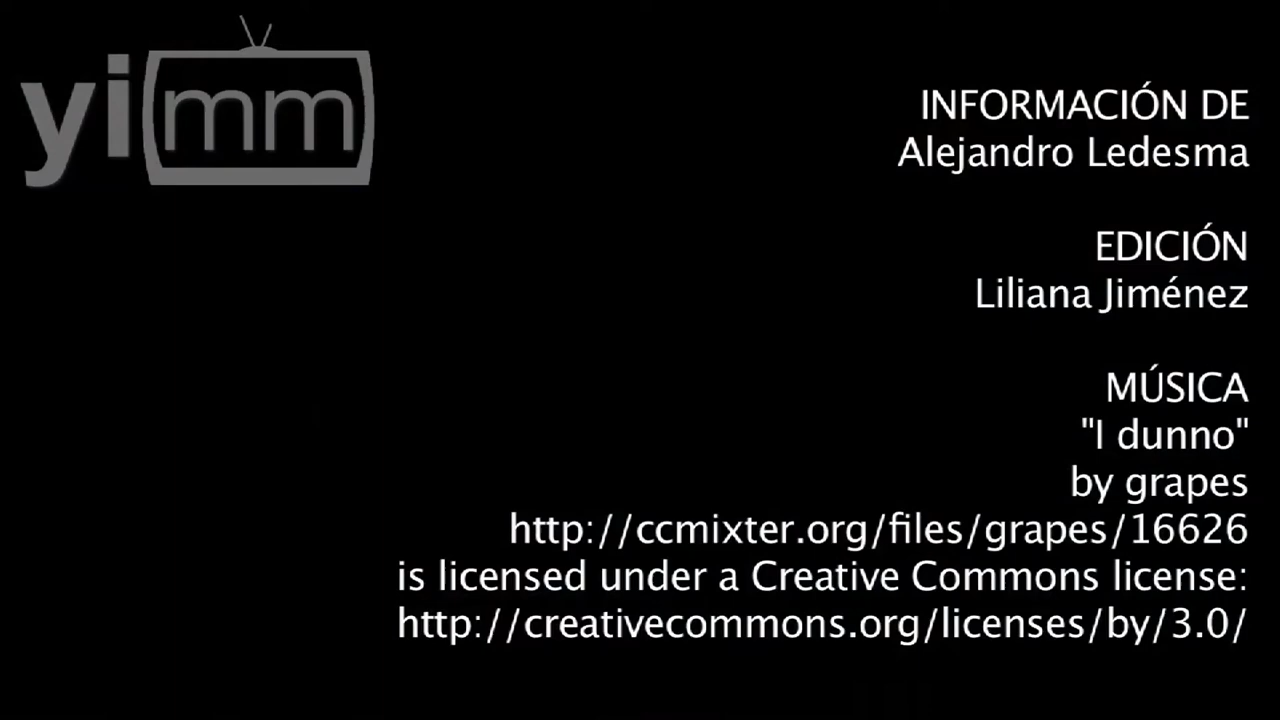 yimm
INFORMACIÓN DE
Alejandro Ledesma
EDICIÓN
Liliana Jiménez
MÚSICA
"I dunno"
by grapes
http://ccmixter.org/files/grapes/16626
is licensed under a Creative Commons license:
http://creativecommons.org/licenses/by/3.0/